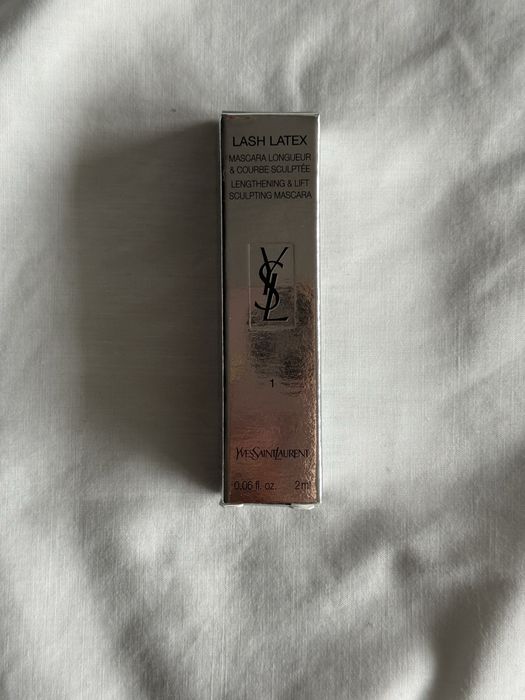 LASH LATEX
MASCARA LONGUEUR
& COURBE SCULPTÉE
LENGTHENING & LIFT
SCULPTING MASCARA
YSL
1
YVESSAINTLAURENT
0.06 fl. oz. 2ml